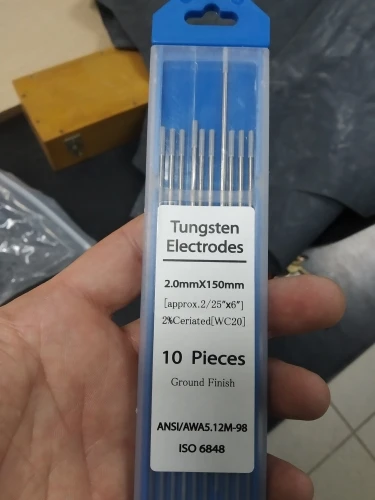 Tungsten
Electrodes
2.0mmX150mm
[approx.2/25"x6"]
2%Ceriated[WC20]
10 Pieces
Ground Finish
ANSI/AWA5.12M-98
ISO 6848